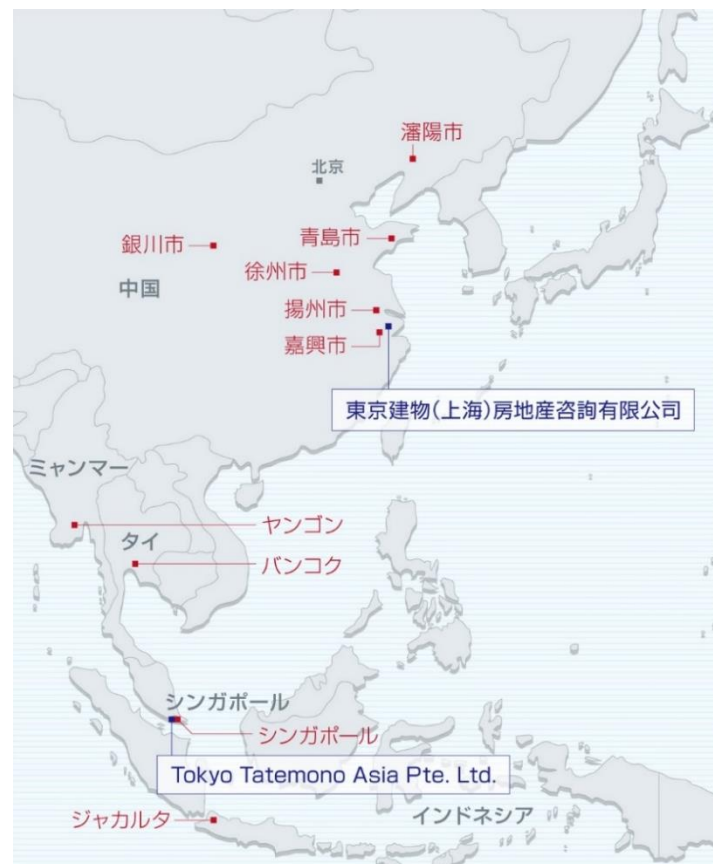 瀋陽市
北京
銀川市
青島市
徐州市
中国
揚州市
嘉興市
東京建物(上海)房地産咨詢有限公司
ミャンマー
ヤンゴン
タイ
バンコク
シンガポール
シンガポール
Tokyo Tatemono Asia Pte. Ltd.
ジャカルタ
インドネシア